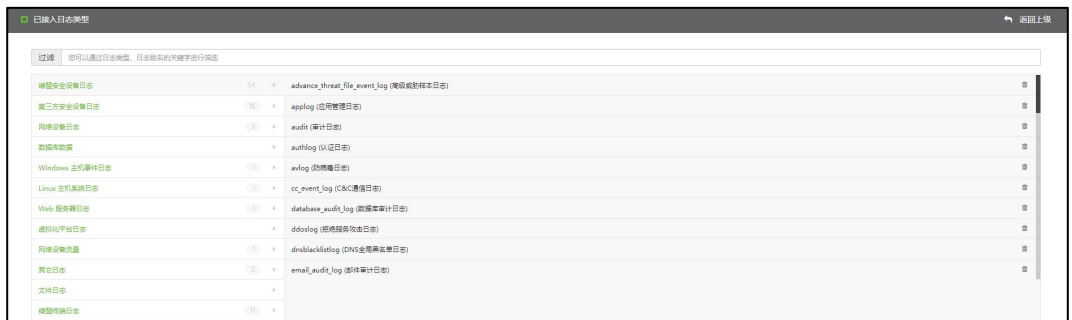 已接入日志类型
返回上级
过滤 您可以通过日志类型、日志别名的关键字进行筛选
绿盟安全设备日志 54
第三方安全设备日志 16
网络设备日志 3
数据库数据
Windows 主机事件日志 1
Linux 主机系统日志 1
Web 服务器日志 1
虚拟化平台日志
网络设备流量 1
其它日志 2
文件日志
绿盟终端日志 11
advance_threat_file_event_log (高级威胁样本日志)
applog (应用管理日志)
audit (审计日志)
authlog (认证日志)
avlog (防病毒日志)
cc_event_log (C&C通信日志)
database_audit_log (数据库审计日志)
ddoslog (拒绝服务攻击日志)
dnsblacklistlog (DNS全局黑名单日志)
email_audit_log (邮件审计日志)